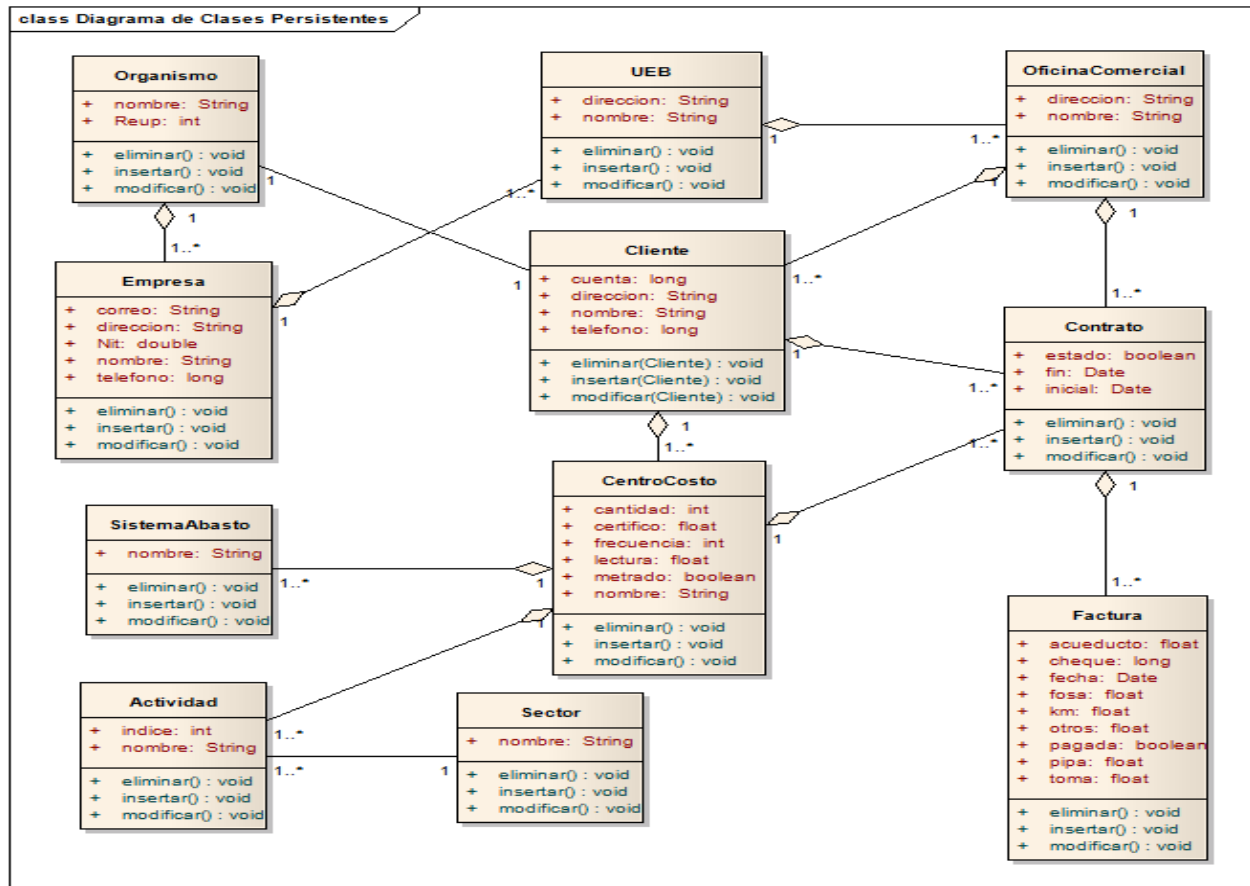 class Diagrama de Clases Persistentes
Organismo
+ nombre: String
+ Reup: int
+ eliminar() : void
+ insertar() : void
+ modificar() : void
UEB
+ direccion: String
+ nombre: String
+ eliminar() : void
+ insertar() : void
+ modificar() : void
OficinaComercial
+ direccion: String
+ nombre: String
+ eliminar() : void
+ insertar() : void
+ modificar() : void
1
1..*
1
1..*
1
1
1..*
1
1..*
1
1
1..*
Empresa
+ correo: String
+ direccion: String
+ Nit: double
+ nombre: String
+ telefono: long
+ eliminar() : void
+ insertar() : void
+ modificar() : void
Cliente
+ cuenta: long
+ direccion: String
+ nombre: String
+ telefono: long
+ eliminar(Cliente) : void
+ insertar(Cliente) : void
+ modificar(Cliente) : void
Contrato
+ estado: boolean
+ fin: Date
+ inicial: Date
+ eliminar() : void
+ insertar() : void
+ modificar() : void
1
1..*
1
1..*
1..*
1
1
1..*
SistemaAbasto
+ nombre: String
+ eliminar() : void
+ insertar() : void
+ modificar() : void
CentroCosto
+ cantidad: int
+ certifico: float
+ frecuencia: int
+ lectura: float
+ metrado: boolean
+ nombre: String
+ eliminar() : void
+ insertar() : void
+ modificar() : void
1..*
1
1
1..*
Actividad
+ indice: int
+ nombre: String
+ eliminar() : void
+ insertar() : void
+ modificar() : void
1..*
1
Sector
+ nombre: String
+ eliminar() : void
+ insertar() : void
+ modificar() : void
Factura
+ acueducto: float
+ cheque: long
+ fecha: Date
+ fosa: float
+ km: float
+ otros: float
+ pagada: boolean
+ pipa: float
+ toma: float
+ eliminar() : void
+ insertar() : void
+ modificar() : void